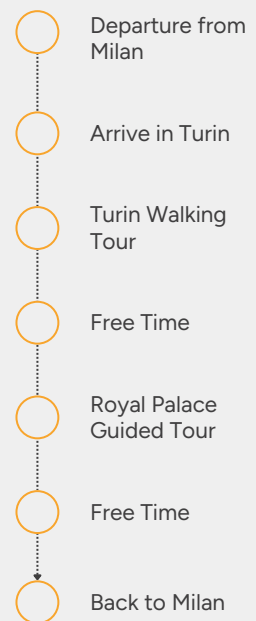 Departure from
Milan
Arrive in Turin
Turin Walking
Tour
Free Time
Royal Palace
Guided Tour
Free Time
Back to Milan